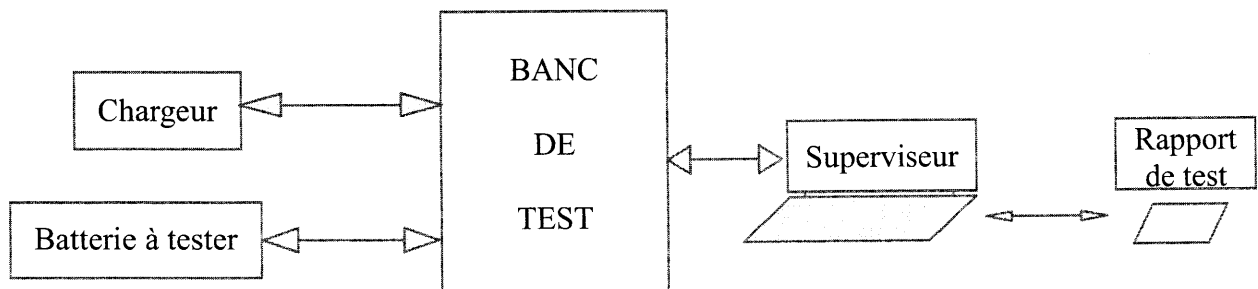 Chargeur
Batterie à tester
BANC
DE
TEST
Superviseur
Rapport
de test